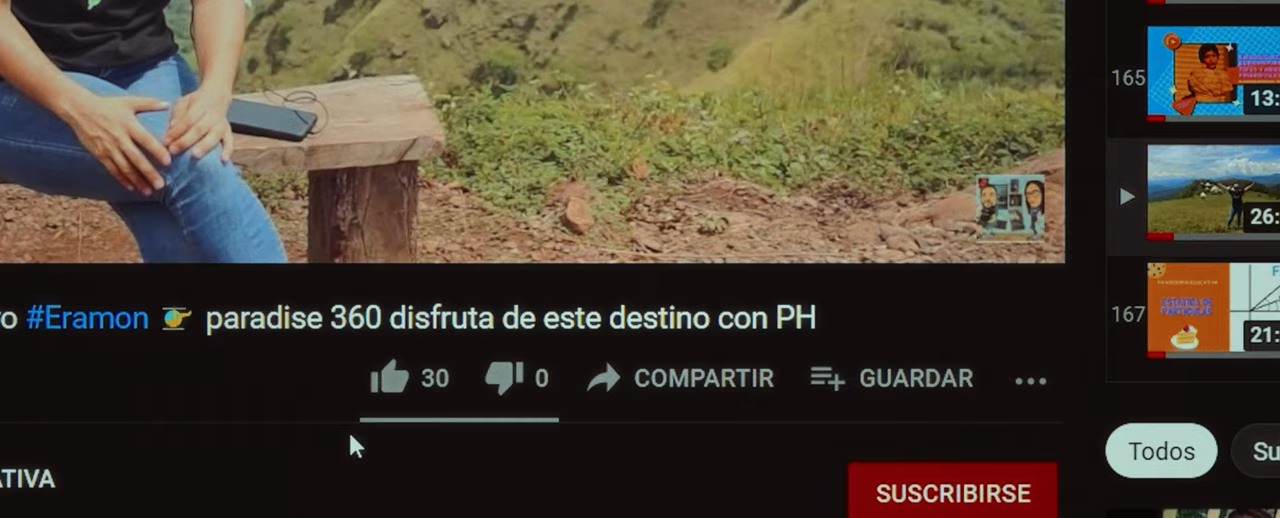 ro #Eramon 🚁 paradise 360 disfruta de este destino con PH
30 0 COMPARTIR GUARDAR
ATIVA
SUSCRIBIRSE
165
13:
26:
167
21:
Todos
Su